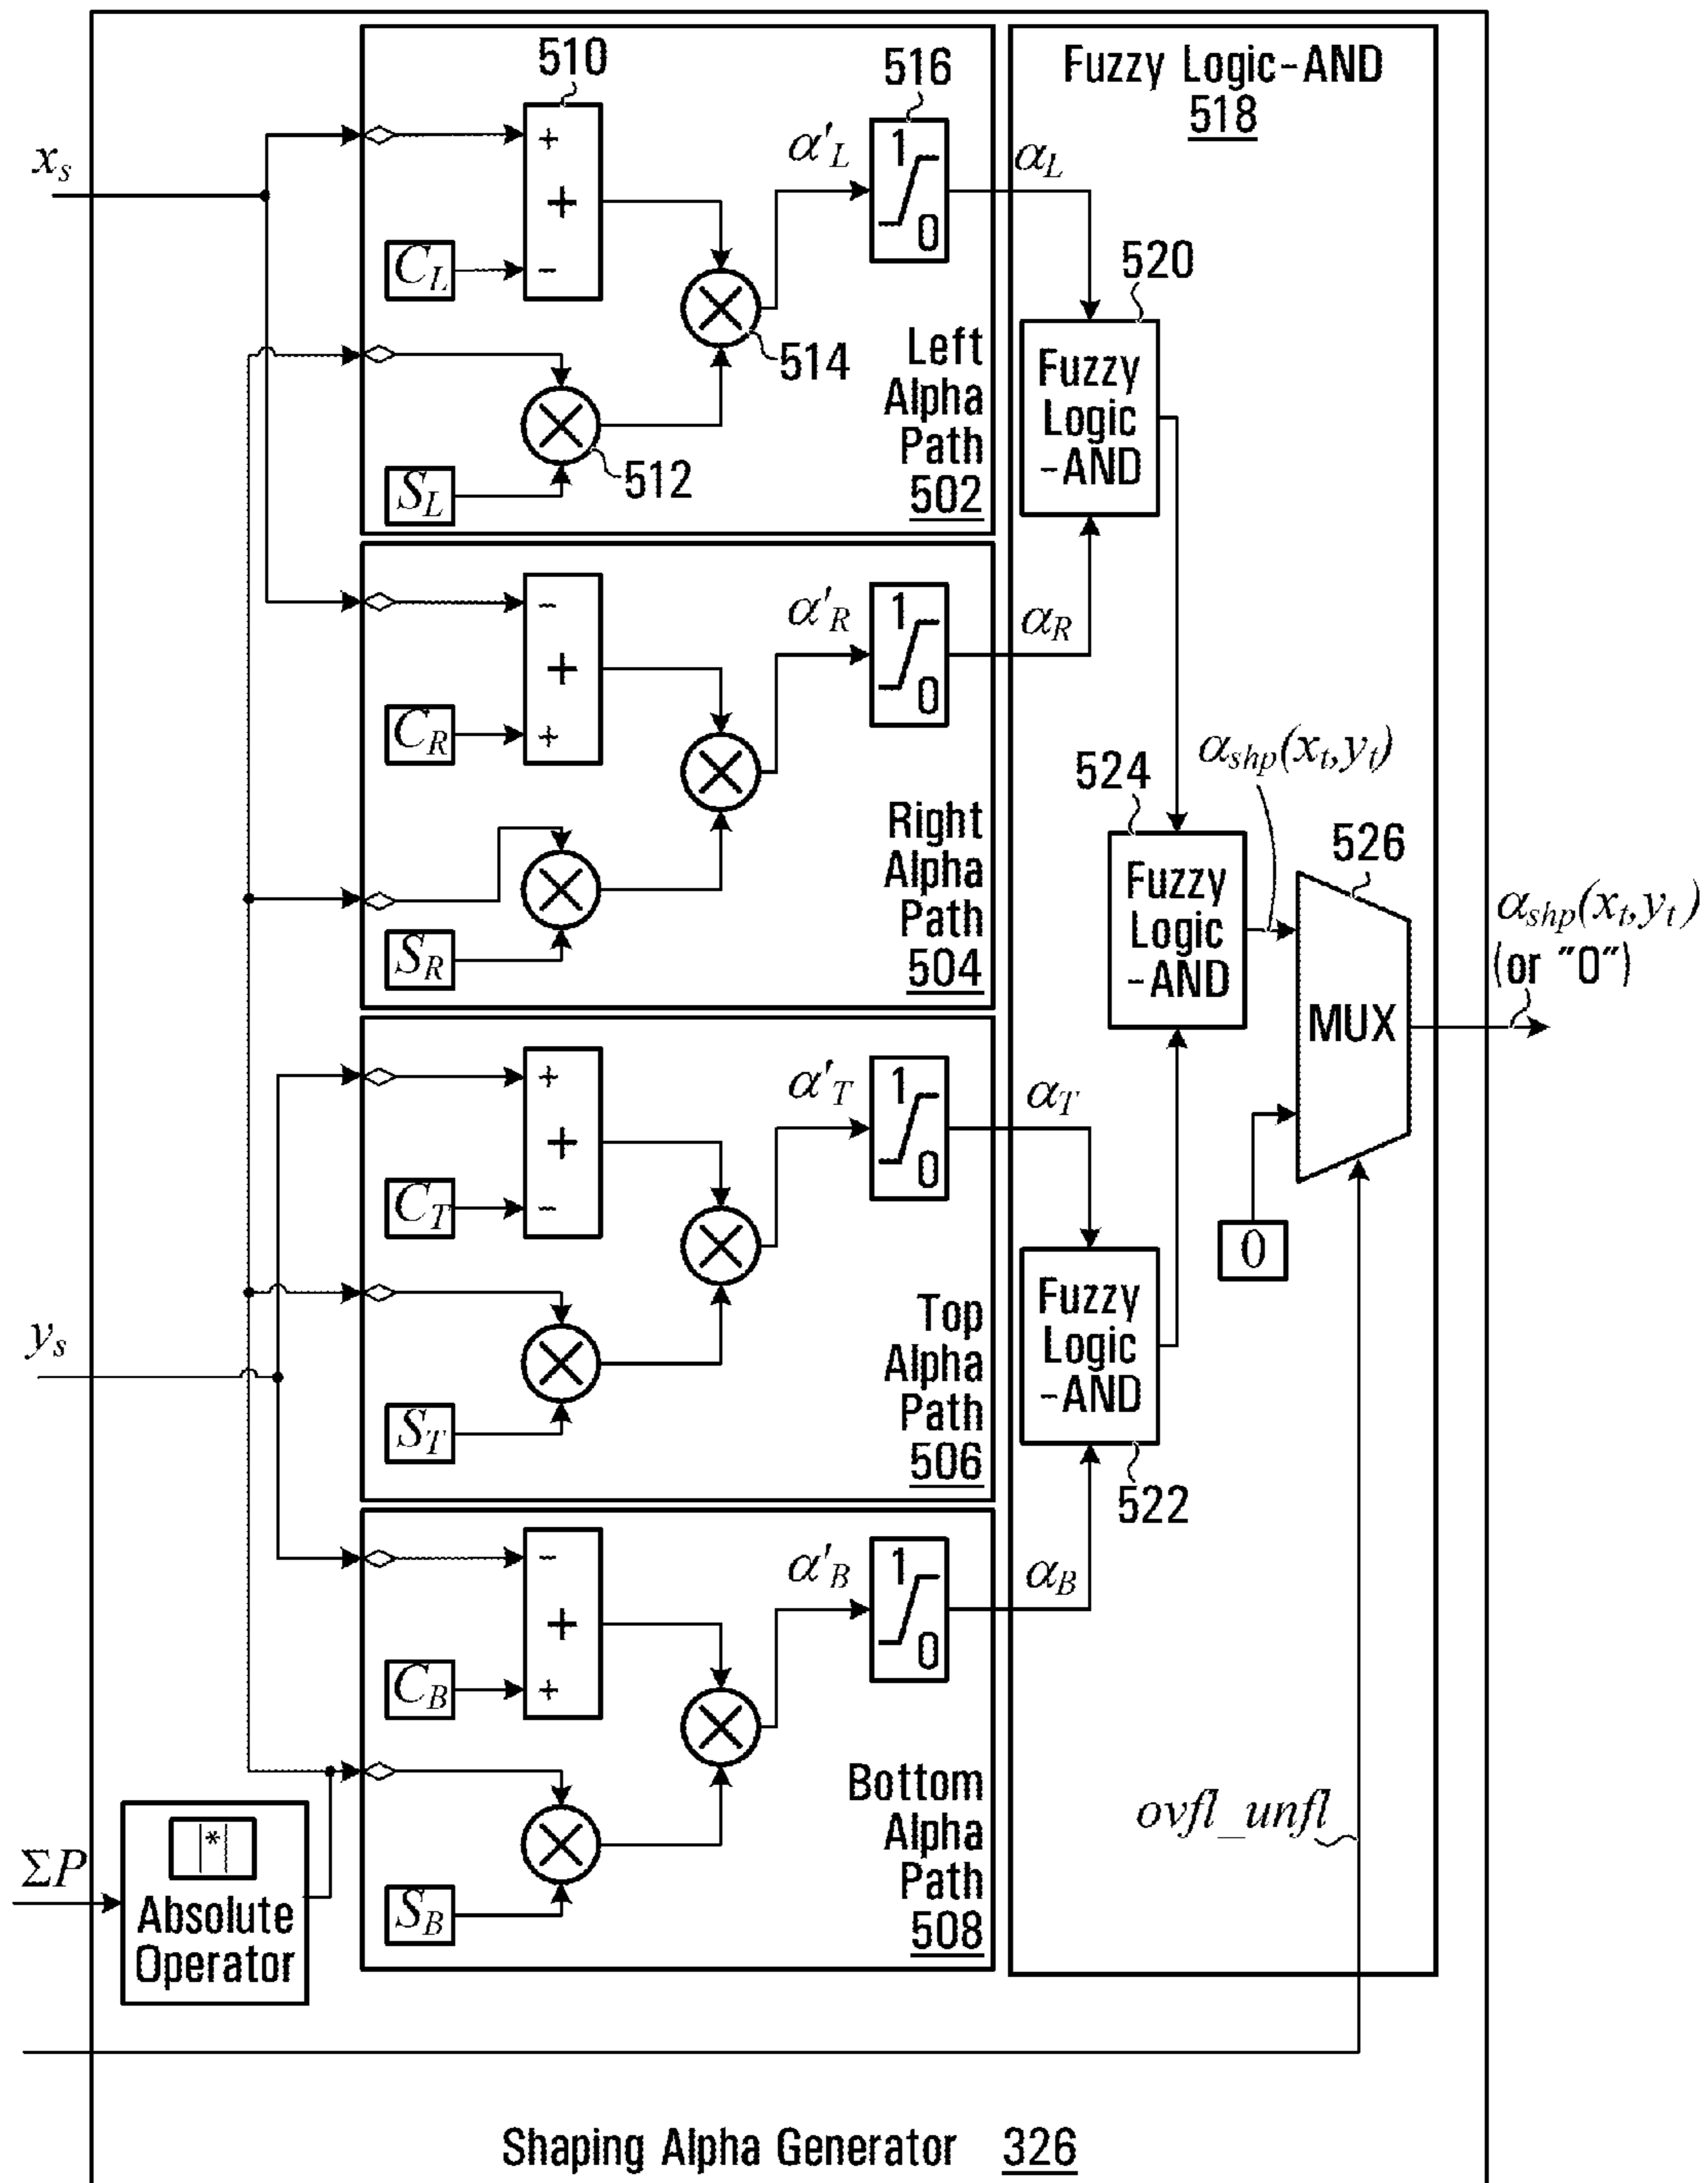 510
516
Fuzzy Logic-AND
518
x_s
+
+
C_L
−
α'_L
1
0
α_L
514
520
Fuzzy
Logic
-AND
Left
Alpha
Path
502
512
S_L
−
+
C_R
+
α'_R
1
0
α_R
Right
Alpha
Path
504
S_R
524
α_shp(x_t,y_t)
Fuzzy
Logic
-AND
526
MUX
α_shp(x_t,y_t)
(or "0")
0
+
+
C_T
−
α'_T
1
0
α_T
Fuzzy
Logic
-AND
522
y_s
Top
Alpha
Path
506
S_T
−
+
C_B
+
α'_B
1
0
α_B
Bottom
Alpha
Path
508
S_B
ovfl_unfl
ΣP
|*|
Absolute
Operator
Shaping Alpha Generator 326